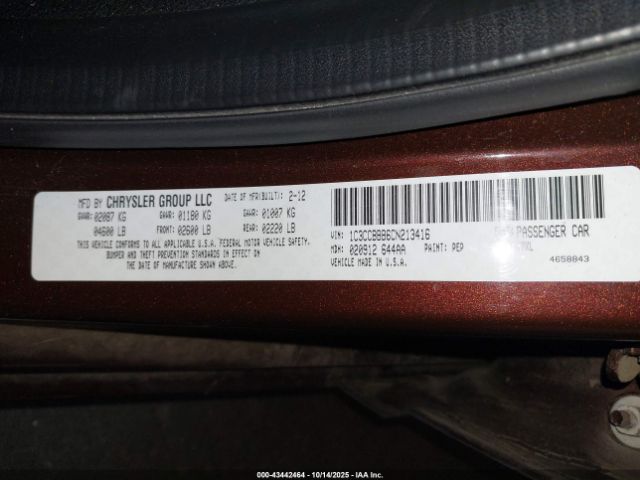 MFD BY CHRYSLER GROUP LLC DATE OF MFR(BUILT): 2-12
GVWR: 02087 KG GAWR: 01180 KG GAWR: 01007 KG
04600 LB FRONT: 02600 LB REAR: 02220 LB
THIS VEHICLE CONFORMS TO ALL APPLICABLE U.S.A. FEDERAL MOTOR VEHICLE SAFETY,
BUMPER AND THEFT PREVENTION STANDARDS IN EFFECT ON
THE DATE OF MANUFACTURE SHOWN ABOVE.
VIN: 1C3CCBBB6CN213416 PASSENGER CAR
MDH: 020912 644AA PAINT: PEP
VEHICLE MADE IN U.S.A. 4658843
000-43442464 | 10/14/2025 | IAAI.COM